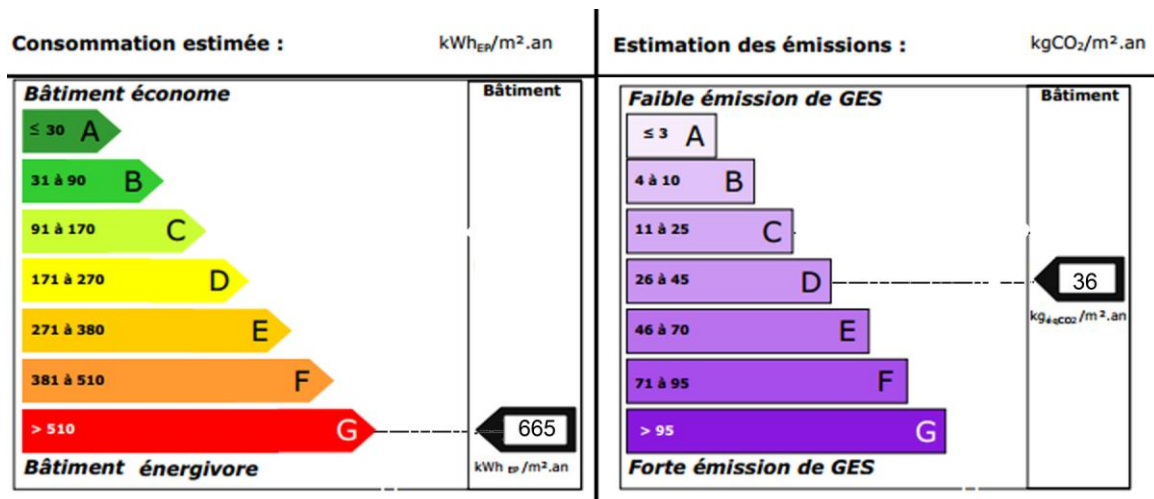 Consommation estimée : kWhEP/m².an
Bâtiment économe
Bâtiment
≤ 30 A
31 à 90 B
91 à 170 C
171 à 270 D
271 à 380 E
381 à 510 F
> 510 G
665
Bâtiment énergivore
kWh EP /m².an
Estimation des émissions : kgCO₂/m².an
Faible émission de GES
Bâtiment
≤ 3 A
4 à 10 B
11 à 25 C
26 à 45 D
36
kgéqCO2/m².an
46 à 70 E
71 à 95 F
> 95 G
Forte émission de GES